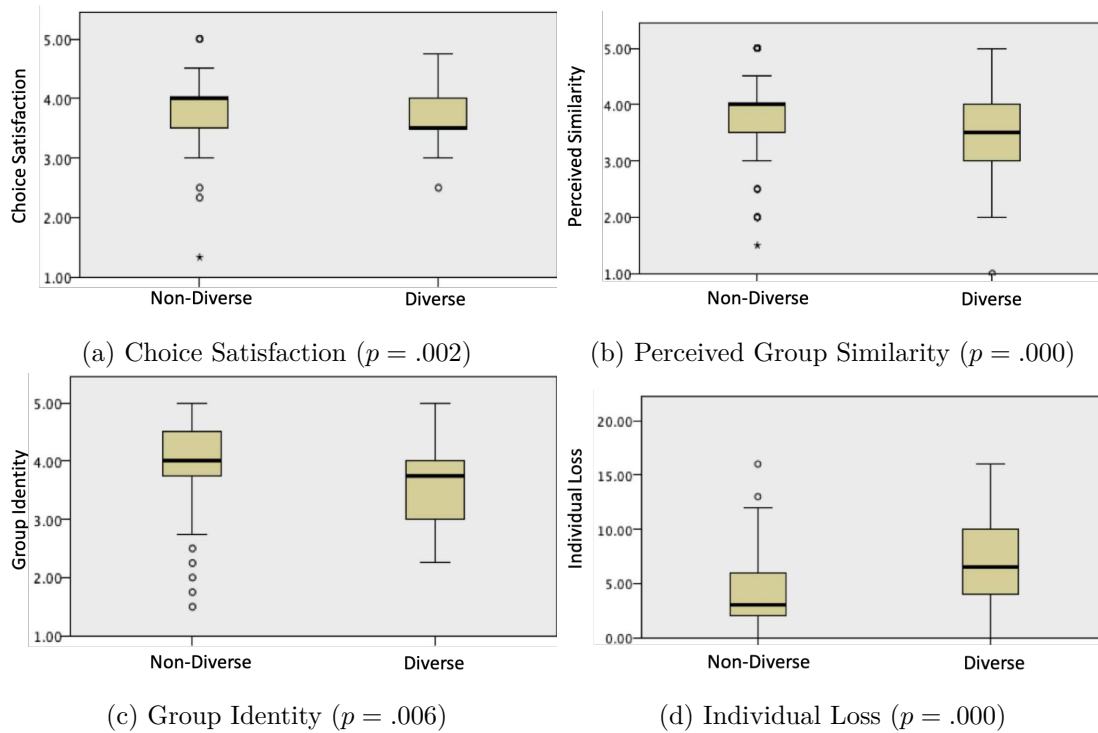 Choice Satisfaction
5.00
4.00
3.00
2.00
1.00
Non-Diverse Diverse
(a) Choice Satisfaction (p = .002)
Perceived Similarity
5.00
4.00
3.00
2.00
1.00
Non-Diverse Diverse
(b) Perceived Group Similarity (p = .000)
Group Identity
5.00
4.00
3.00
2.00
1.00
Non-Diverse Diverse
(c) Group Identity (p = .006)
Individual Loss
20.00
15.00
10.00
5.00
0.00
Non-Diverse Diverse
(d) Individual Loss (p = .000)